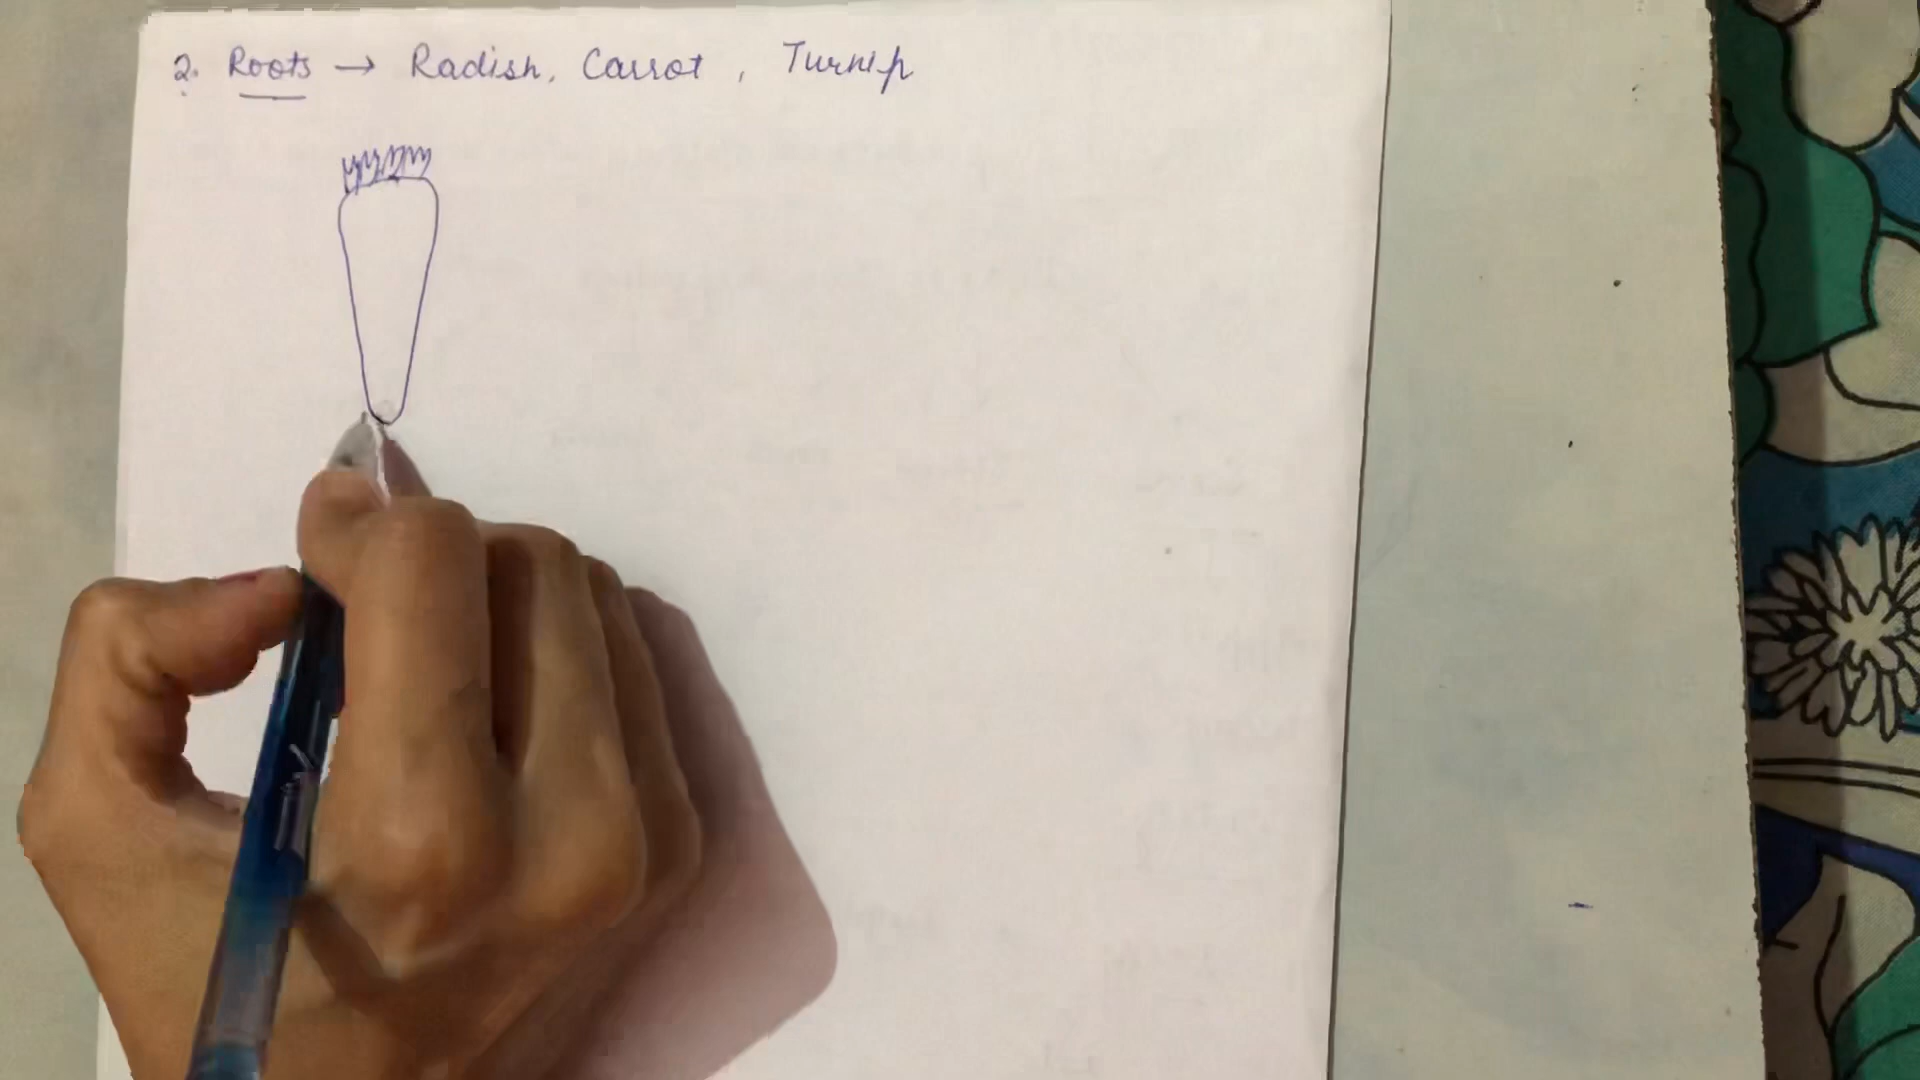 2. Roots → Radish, Carrot, Turnip